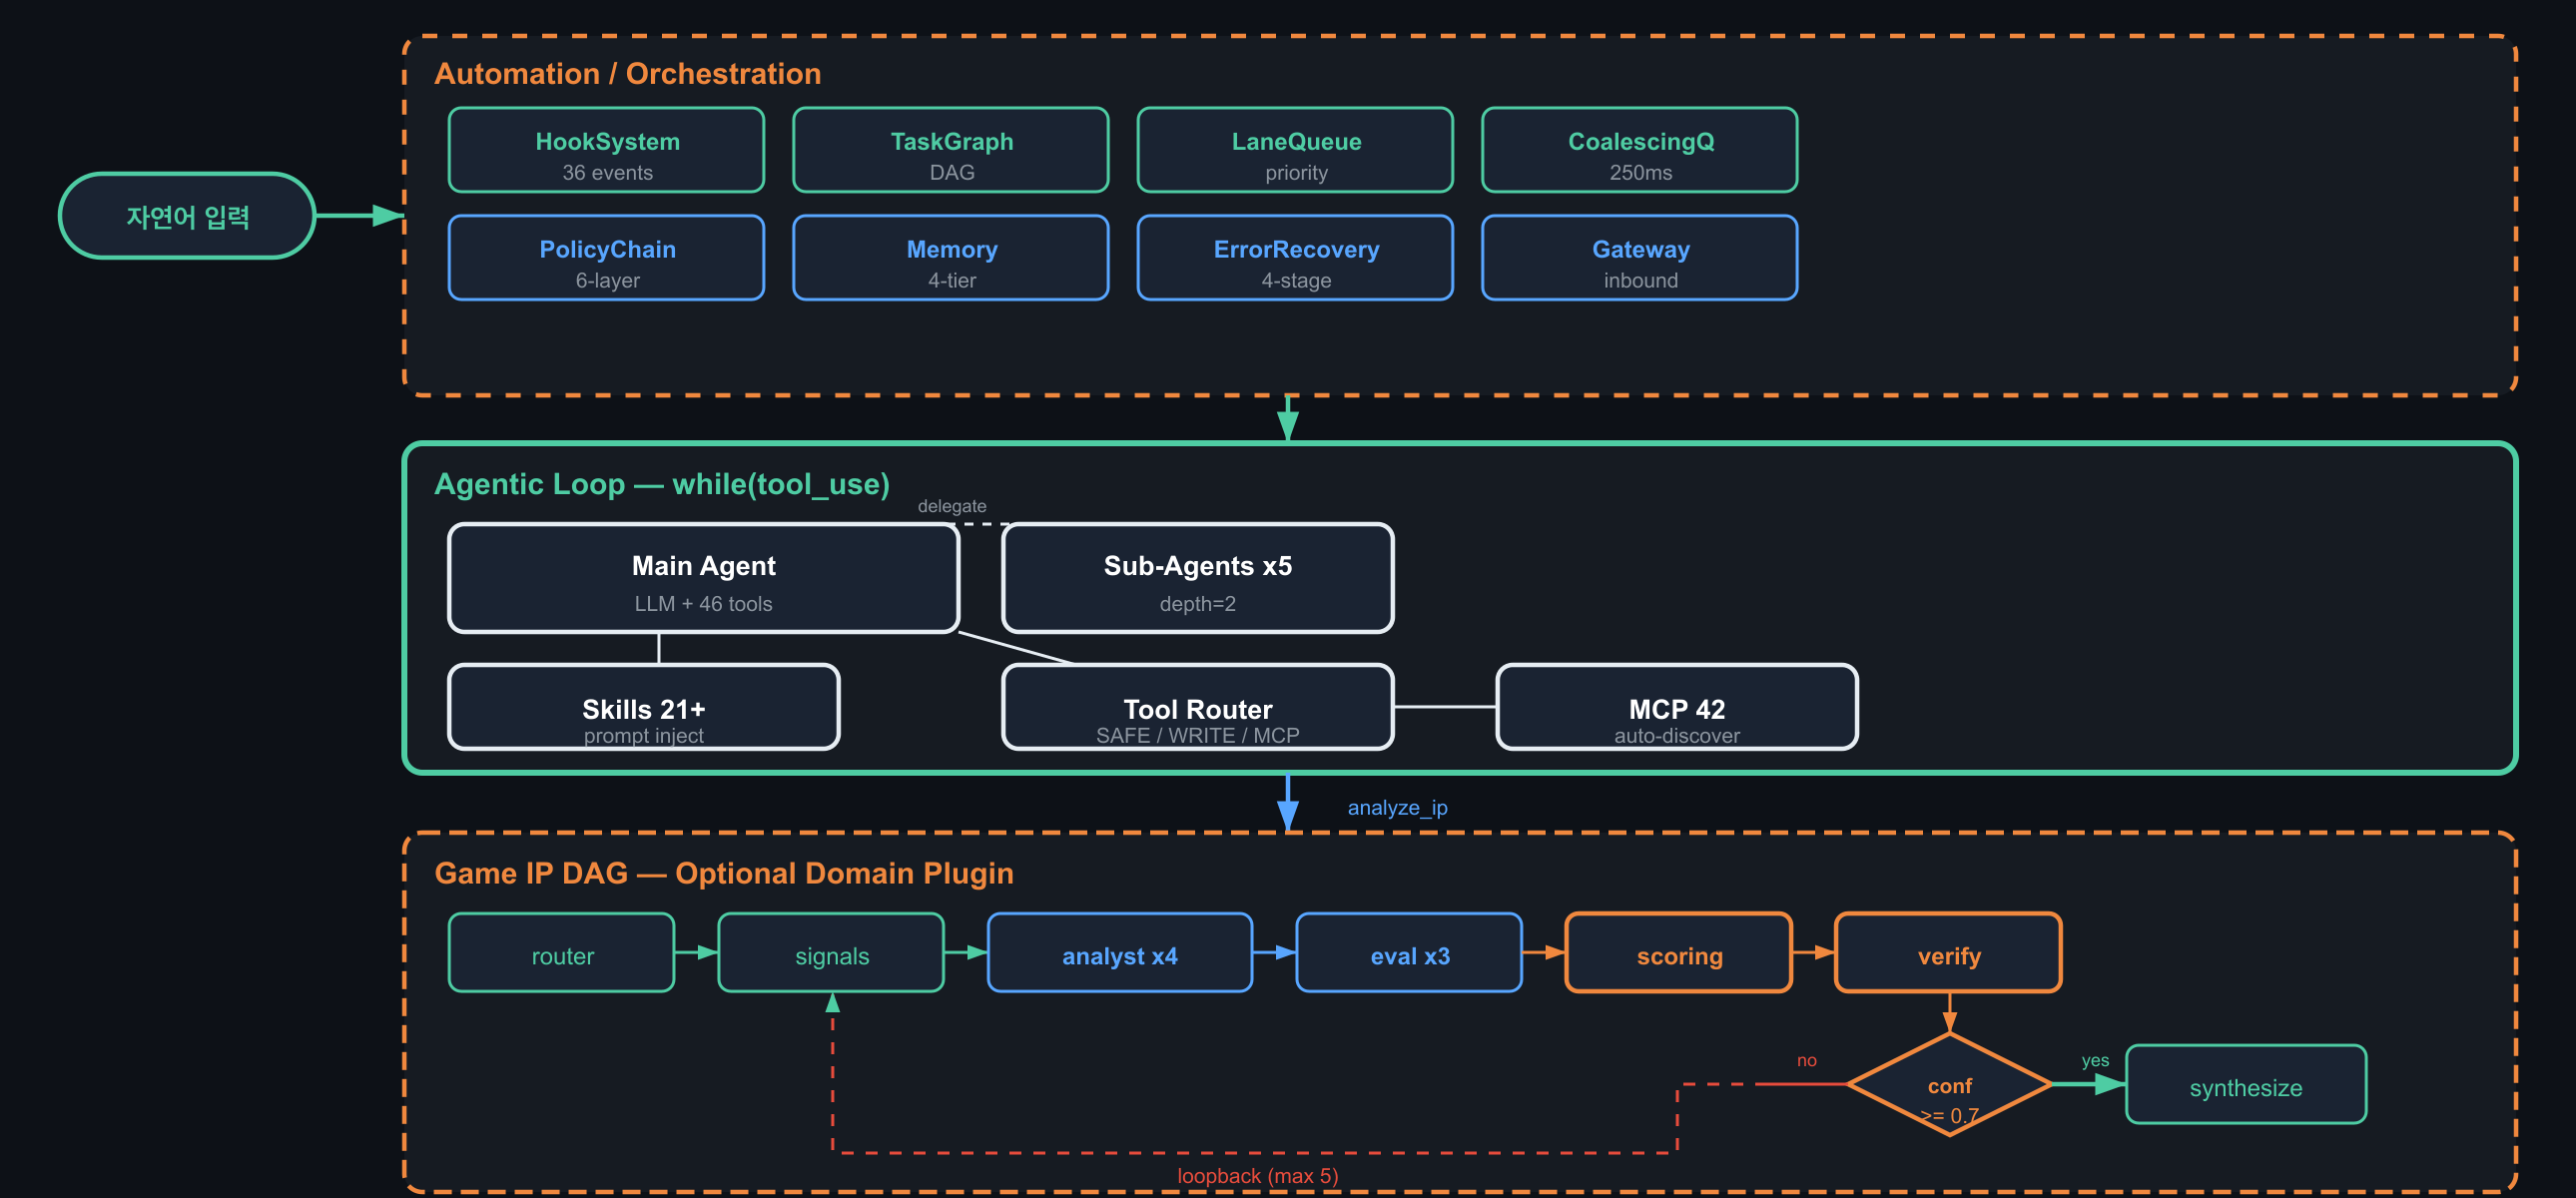 자연어 입력
Automation / Orchestration
HookSystem
36 events
TaskGraph
DAG
LaneQueue
priority
CoalescingQ
250ms
PolicyChain
6-layer
Memory
4-tier
ErrorRecovery
4-stage
Gateway
inbound
Agentic Loop — while(tool_use)
delegate
Main Agent
LLM + 46 tools
Sub-Agents x5
depth=2
Skills 21+
prompt inject
Tool Router
SAFE / WRITE / MCP
MCP 42
auto-discover
analyze_ip
Game IP DAG — Optional Domain Plugin
router
signals
analyst x4
eval x3
scoring
verify
no
conf
>= 0.7
yes
synthesize
loopback (max 5)